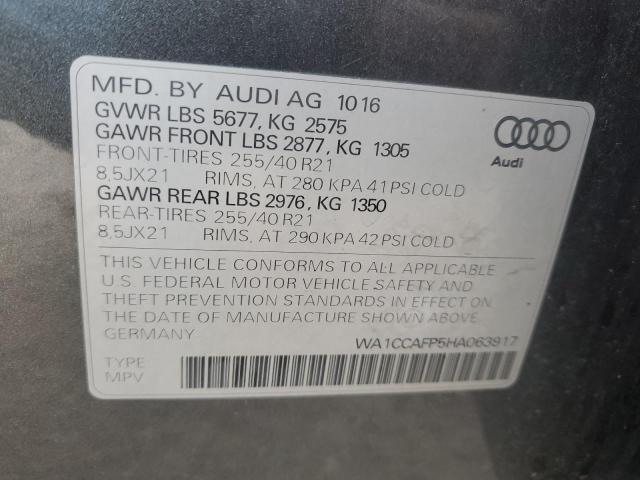 MFD. BY AUDI AG 1016
GVWR LBS 5677, KG 2575
GAWR FRONT LBS 2877, KG 1305
FRONT-TIRES 255/40 R21
8,5JX21 RIMS, AT 280 KPA 41 PSI COLD
GAWR REAR LBS 2976, KG 1350
REAR-TIRES 255/40 R21
8,5JX21 RIMS, AT 290 KPA 42 PSI COLD
Audi
THIS VEHICLE CONFORMS TO ALL APPLICABLE
U.S. FEDERAL MOTOR VEHICLE SAFETY AND
THEFT PREVENTION STANDARDS IN EFFECT ON
THE DATE OF MANUFACTURE SHOWN ABOVE.
GERMANY
WA1CCAFP5HA063917
TYPE
MPV